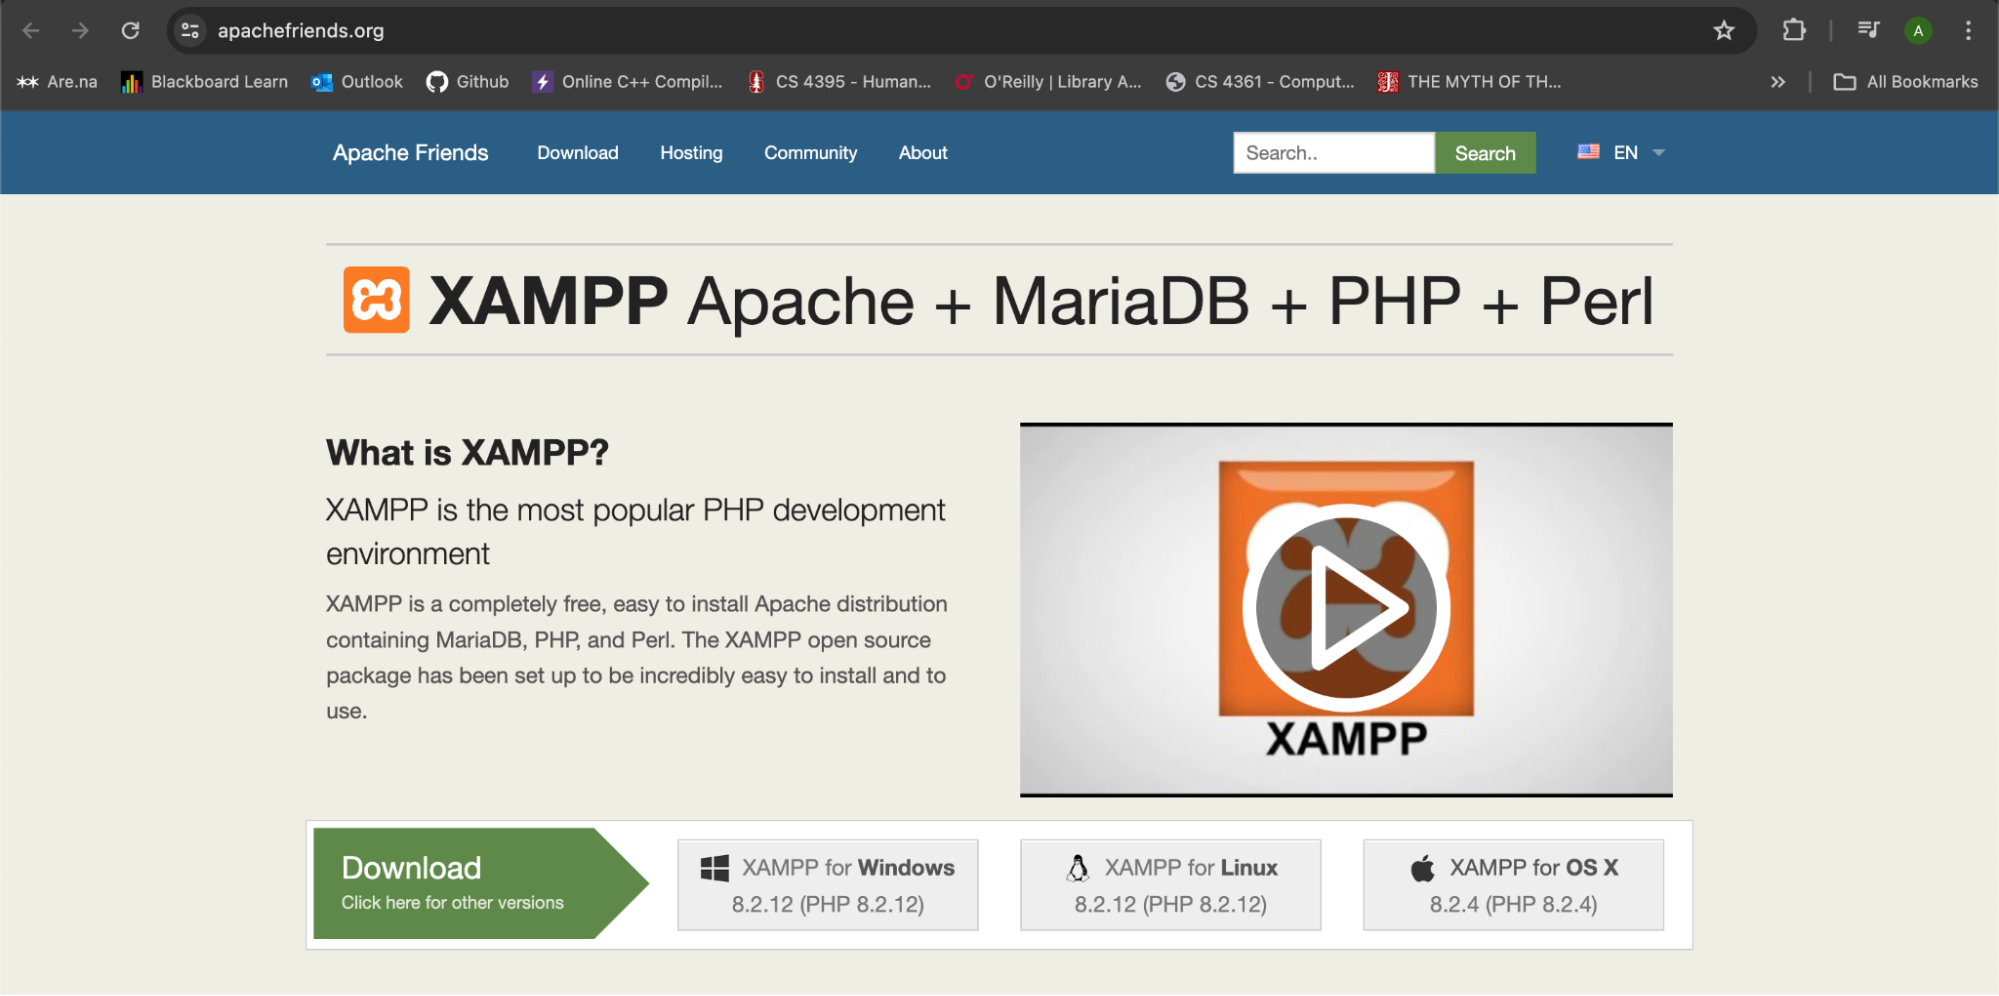 apachefriends.org
A
Are.na
Blackboard Learn
Outlook
Github
Online C++ Compil...
CS 4395 - Human...
O'Reilly | Library A...
CS 4361 - Comput...
THE MYTH OF TH...
All Bookmarks
Apache Friends
Download
Hosting
Community
About
Search..
Search
EN
XAMPP Apache + MariaDB + PHP + Perl
What is XAMPP?
XAMPP is the most popular PHP development
environment
XAMPP is a completely free, easy to install Apache distribution
containing MariaDB, PHP, and Perl. The XAMPP open source
package has been set up to be incredibly easy to install and to
use.
XAMPP
Download
Click here for other versions
XAMPP for Windows
8.2.12 (PHP 8.2.12)
XAMPP for Linux
8.2.12 (PHP 8.2.12)
XAMPP for OS X
8.2.4 (PHP 8.2.4)